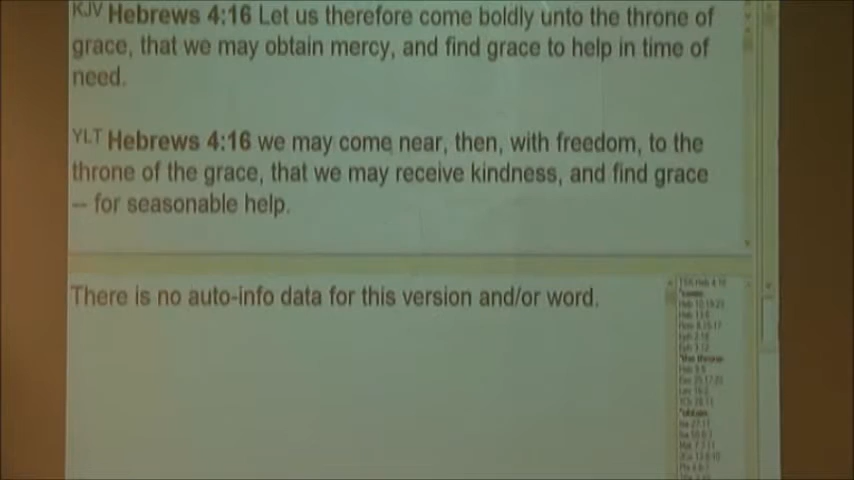 KJV Hebrews 4:16 Let us therefore come boldly unto the throne of
grace, that we may obtain mercy, and find grace to help in time of
need.
YLT Hebrews 4:16 we may come near, then, with freedom, to the
throne of the grace, that we may receive kindness, and find grace
-- for seasonable help.
There is no auto-info data for this version and/or word.
*the throne
*obtain